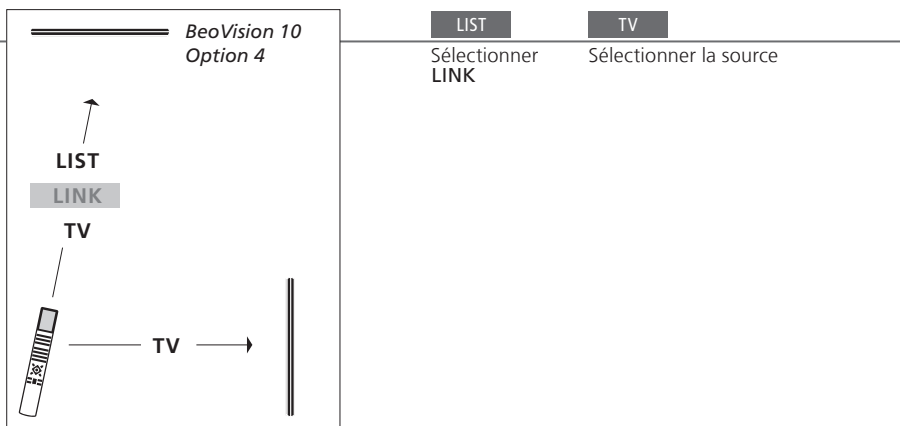 BeoVision 10
Option 4
LIST
LINK
TV
TV
LIST
Sélectionner
LINK
TV
Sélectionner la source